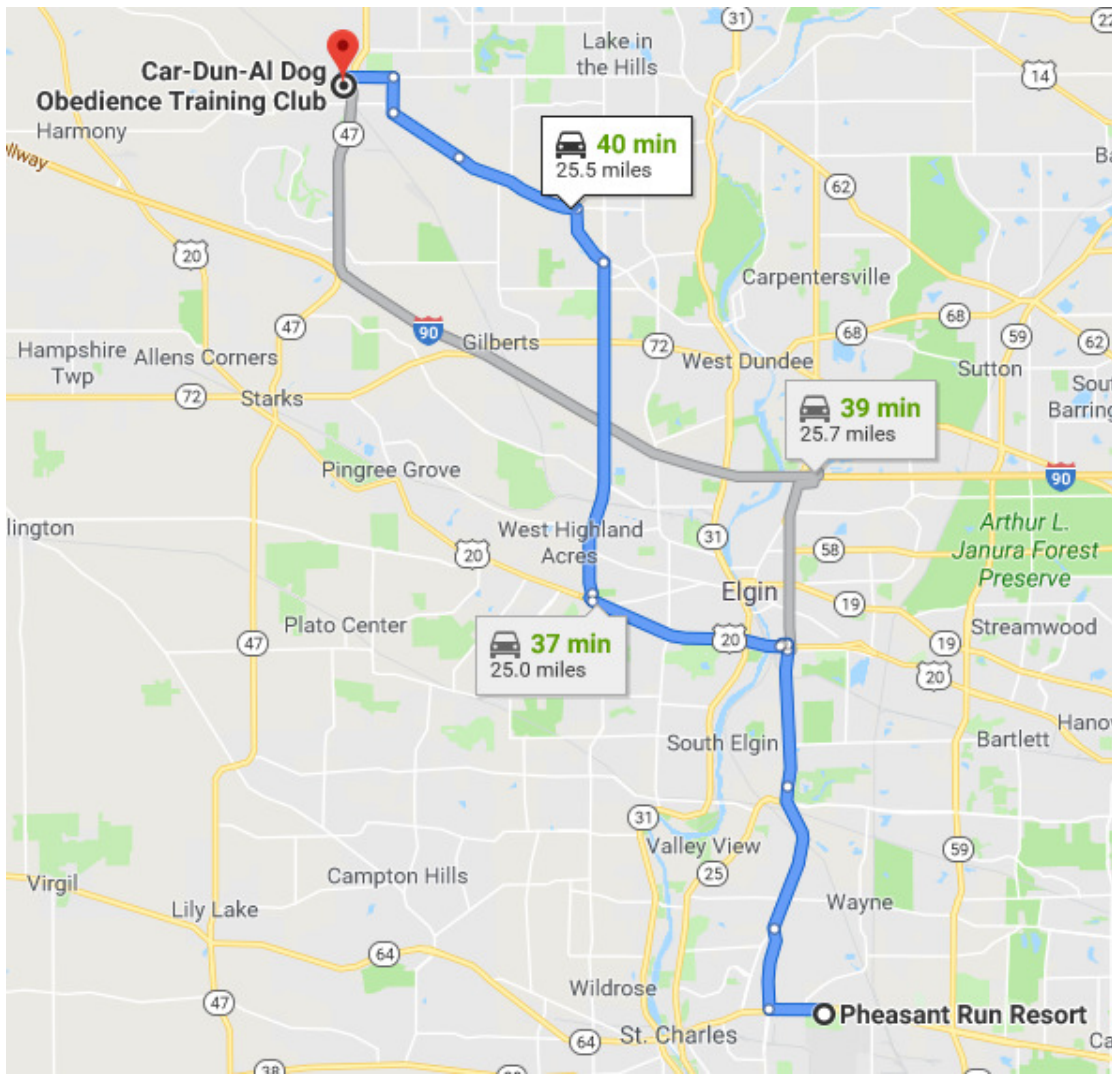 31
Lake in
the Hills
22
14
Car-Dun-Al Dog
Obedience Training Club
Harmony
47
40 min
25.5 miles
62
20
Carpentersville
47
90
68
68
59
62
Hampshire
Twp
Allens Corners
Gilberts
72
West Dundee
Sutton
72
Starks
39 min
25.7 miles
Pingree Grove
90
West Highland
Acres
31
58
Arthur L.
Janura Forest
Preserve
20
Elgin
19
Plato Center
47
37 min
25.0 miles
20
Streamwood
19
20
South Elgin
Bartlett
31
Valley View
25
59
Virgil
Campton Hills
Wayne
Lily Lake
64
47
Wildrose
Pheasant Run Resort
St. Charles
64
38